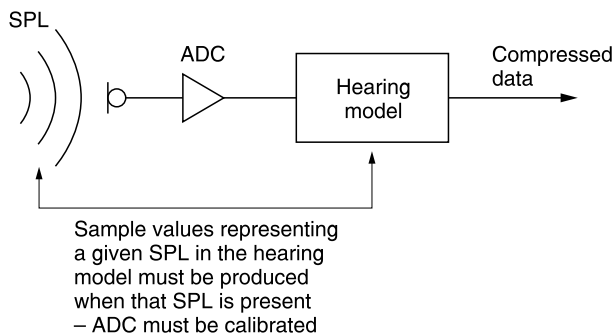 SPL
ADC
Hearing
model
Compressed
data
Sample values representing
a given SPL in the hearing
model must be produced
when that SPL is present
– ADC must be calibrated